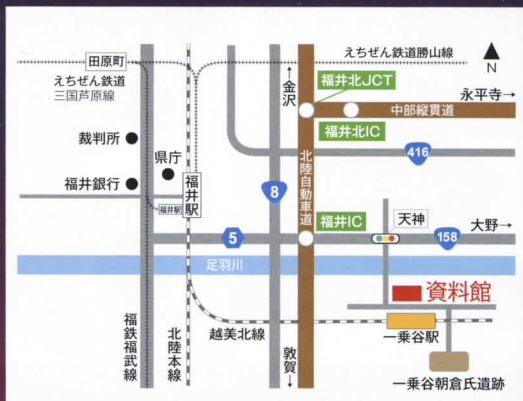 田原町
えちぜん鉄道勝山線
N
えちぜん鉄道
三国芦原線
↑
金沢
福井北JCT
永平寺→
中部縦貫道
裁判所
県庁
福井北IC
416
福井銀行
福井駅
福井駅
8
北陸自動車道
福井IC
天神
大野→
5
158
足羽川
資料館
福鉄福武線
北陸本線
越美北線
敦賀
↓
一乗谷駅
一乗谷朝倉氏遺跡